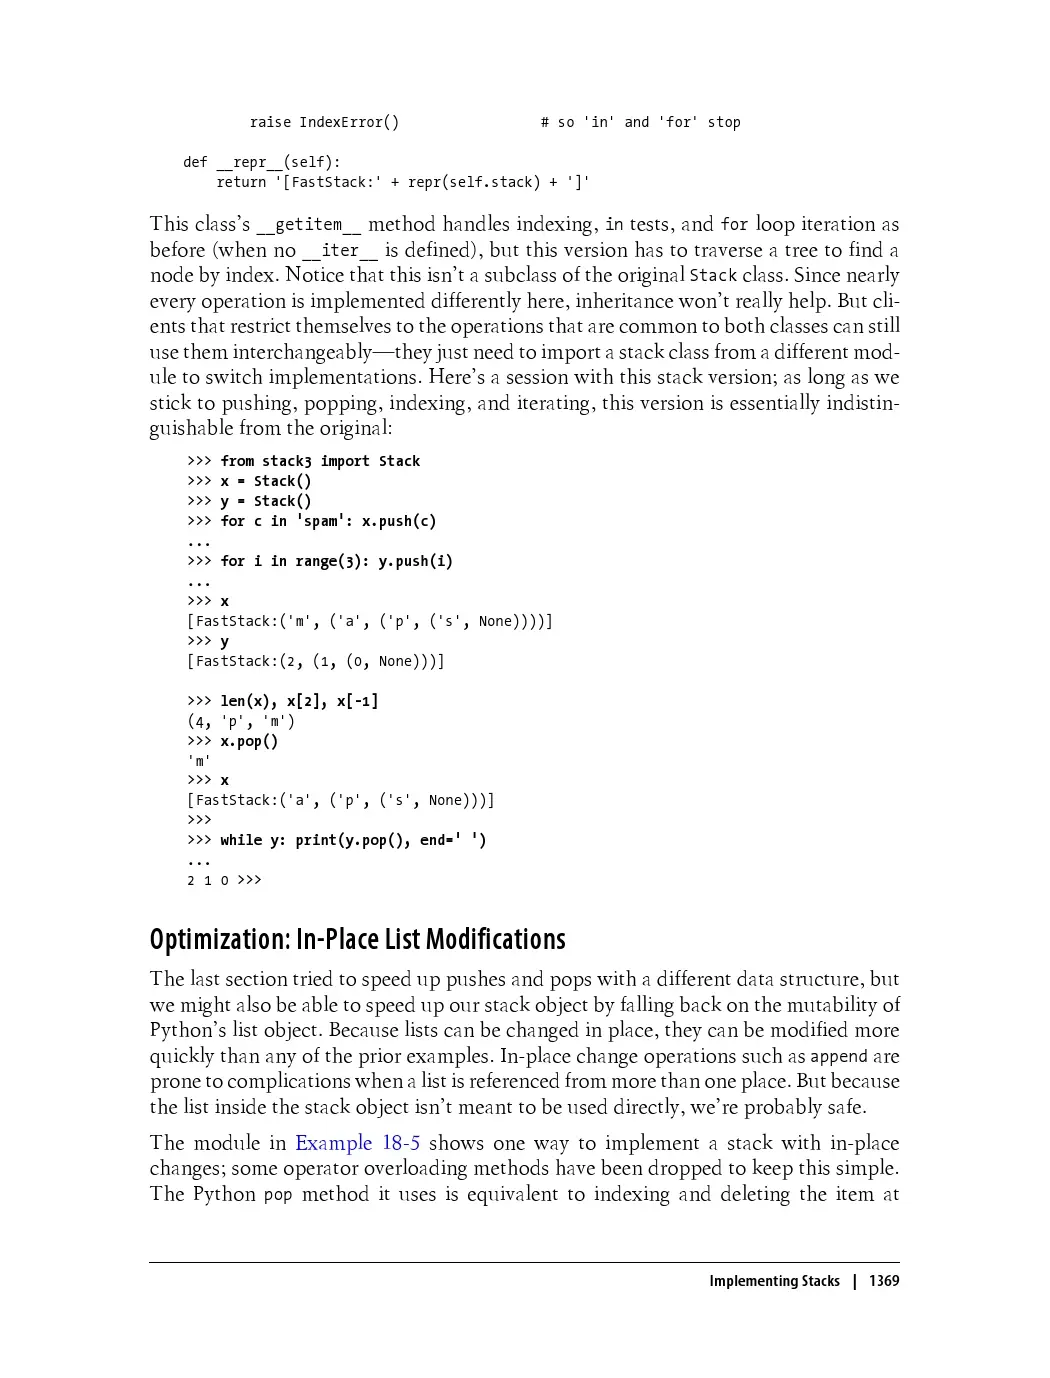 raise IndexError()                 # so 'in' and 'for' stop
def __repr__(self):
return '[FastStack:' + repr(self.stack) + ']'
This class’s __getitem__ method handles indexing, in tests, and for loop iteration as
before (when no __iter__ is defined), but this version has to traverse a tree to find a
node by index. Notice that this isn’t a subclass of the original Stack class. Since nearly
every operation is implemented differently here, inheritance won’t really help. But cli-
ents that restrict themselves to the operations that are common to both classes can still
use them interchangeably—they just need to import a stack class from a different mod-
ule to switch implementations. Here’s a session with this stack version; as long as we
stick to pushing, popping, indexing, and iterating, this version is essentially indistin-
guishable from the original:
>>> from stack3 import Stack
>>> x = Stack()
>>> y = Stack()
>>> for c in 'spam': x.push(c)
...
>>> for i in range(3): y.push(i)
...
>>> x
[FastStack:('m', ('a', ('p', ('s', None))))]
>>> y
[FastStack:(2, (1, (0, None)))]
>>> len(x), x[2], x[-1]
(4, 'p', 'm')
>>> x.pop()
'm'
>>> x
[FastStack:('a', ('p', ('s', None)))]
>>>
>>> while y: print(y.pop(), end=' ')
...
2 1 0 >>>
Optimization: In-Place List Modifications
The last section tried to speed up pushes and pops with a different data structure, but
we might also be able to speed up our stack object by falling back on the mutability of
Python’s list object. Because lists can be changed in place, they can be modified more
quickly than any of the prior examples. In-place change operations such as append are
prone to complications when a list is referenced from more than one place. But because
the list inside the stack object isn’t meant to be used directly, we’re probably safe.
The module in Example 18-5 shows one way to implement a stack with in-place
changes; some operator overloading methods have been dropped to keep this simple.
The Python pop method it uses is equivalent to indexing and deleting the item at
Implementing Stacks | 1369